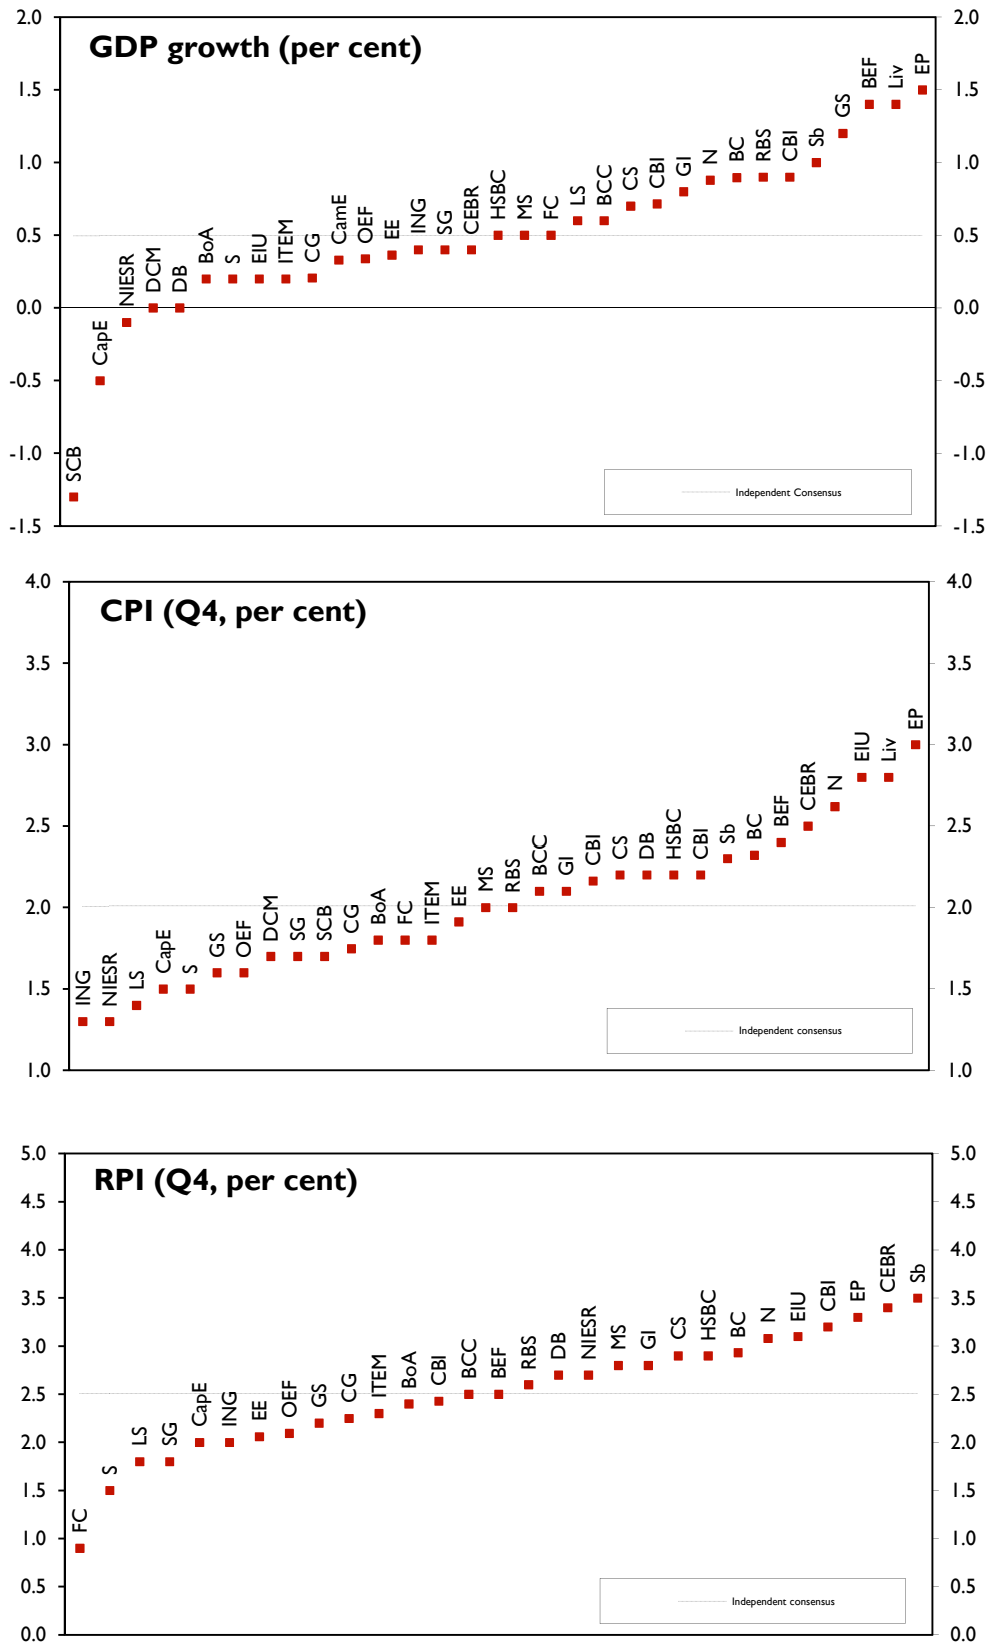 GDP growth (per cent)
2.0 2.0
1.5 1.5
1.0 1.0
0.5 0.5
0.0 0.0
-0.5 -0.5
-1.0 -1.0
-1.5 -1.5
SCB CapE NIESR DCM DB BoA S EIU ITEM CG CamE OEF EE ING SG CEBR HSBC MS FC LS BCC CS CBI GI N BC RBS CBI Sb GS BEF Liv EP
Independent Consensus
CPI (Q4, per cent)
4.0 4.0
3.5 3.5
3.0 3.0
2.5 2.5
2.0 2.0
1.5 1.5
1.0 1.0
ING NIESR LS CapE S GS OEF DCM SG SCB CG BoA FC ITEM EE MS RBS BCC GI CBI CS DB HSBC CBI Sb BC BEF CEBR N EIU Liv EP
Independent consensus
RPI (Q4, per cent)
5.0 5.0
4.5 4.5
4.0 4.0
3.5 3.5
3.0 3.0
2.5 2.5
2.0 2.0
1.5 1.5
1.0 1.0
0.5 0.5
0.0 0.0
FC S LS SG CapE ING EE OEF GS CG ITEM BoA CBI BCC BEF RBS DB NIESR MS GI CS HSBC BC N EIU CBI EP CEBR Sb
Independent consensus